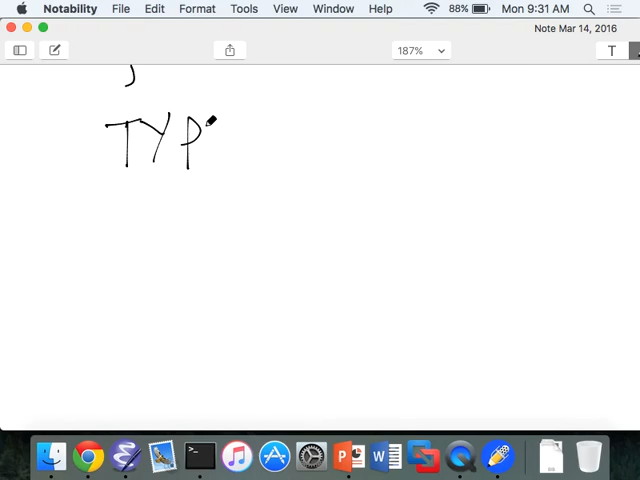 Notability File Edit Format Tools View Window Help 88% Mon 9:31 AM
Note Mar 14, 2016
187% T
TYP